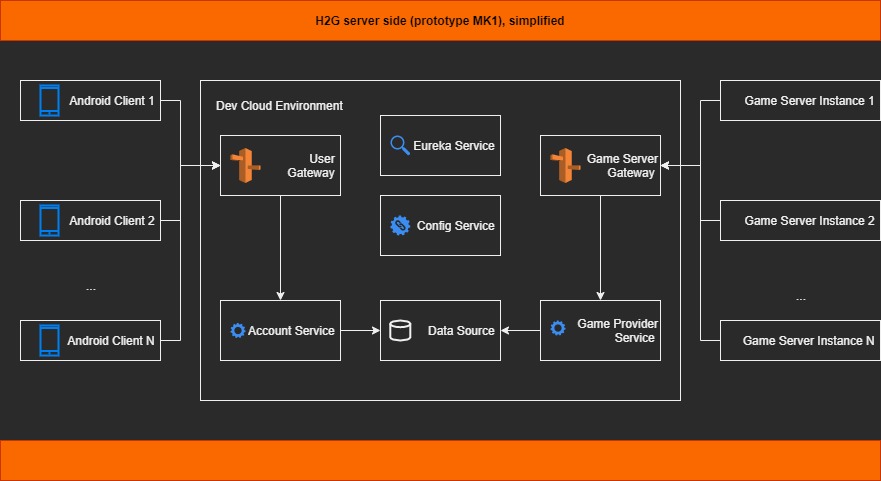 H2G server side (prototype MK1), simplified
Android Client 1
Dev Cloud Environment
Game Server Instance 1
User
Gateway
Eureka Service
Game Server
Gateway
Android Client 2
Config Service
Game Server Instance 2
...
...
Android Client N
Account Service
Data Source
Game Provider
Service
Game Server Instance N